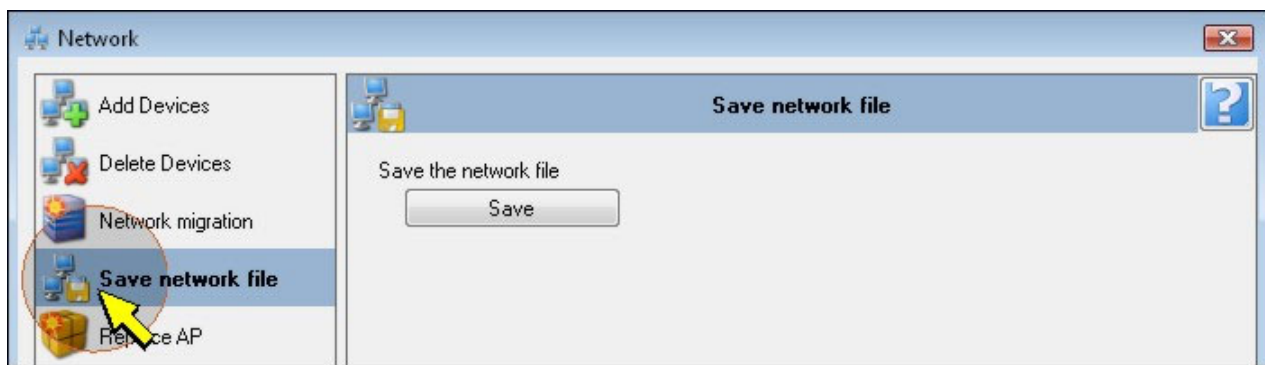 Network
Add Devices
Delete Devices
Network migration
Save network file
Replace AP
Save network file
?
Save the network file
Save